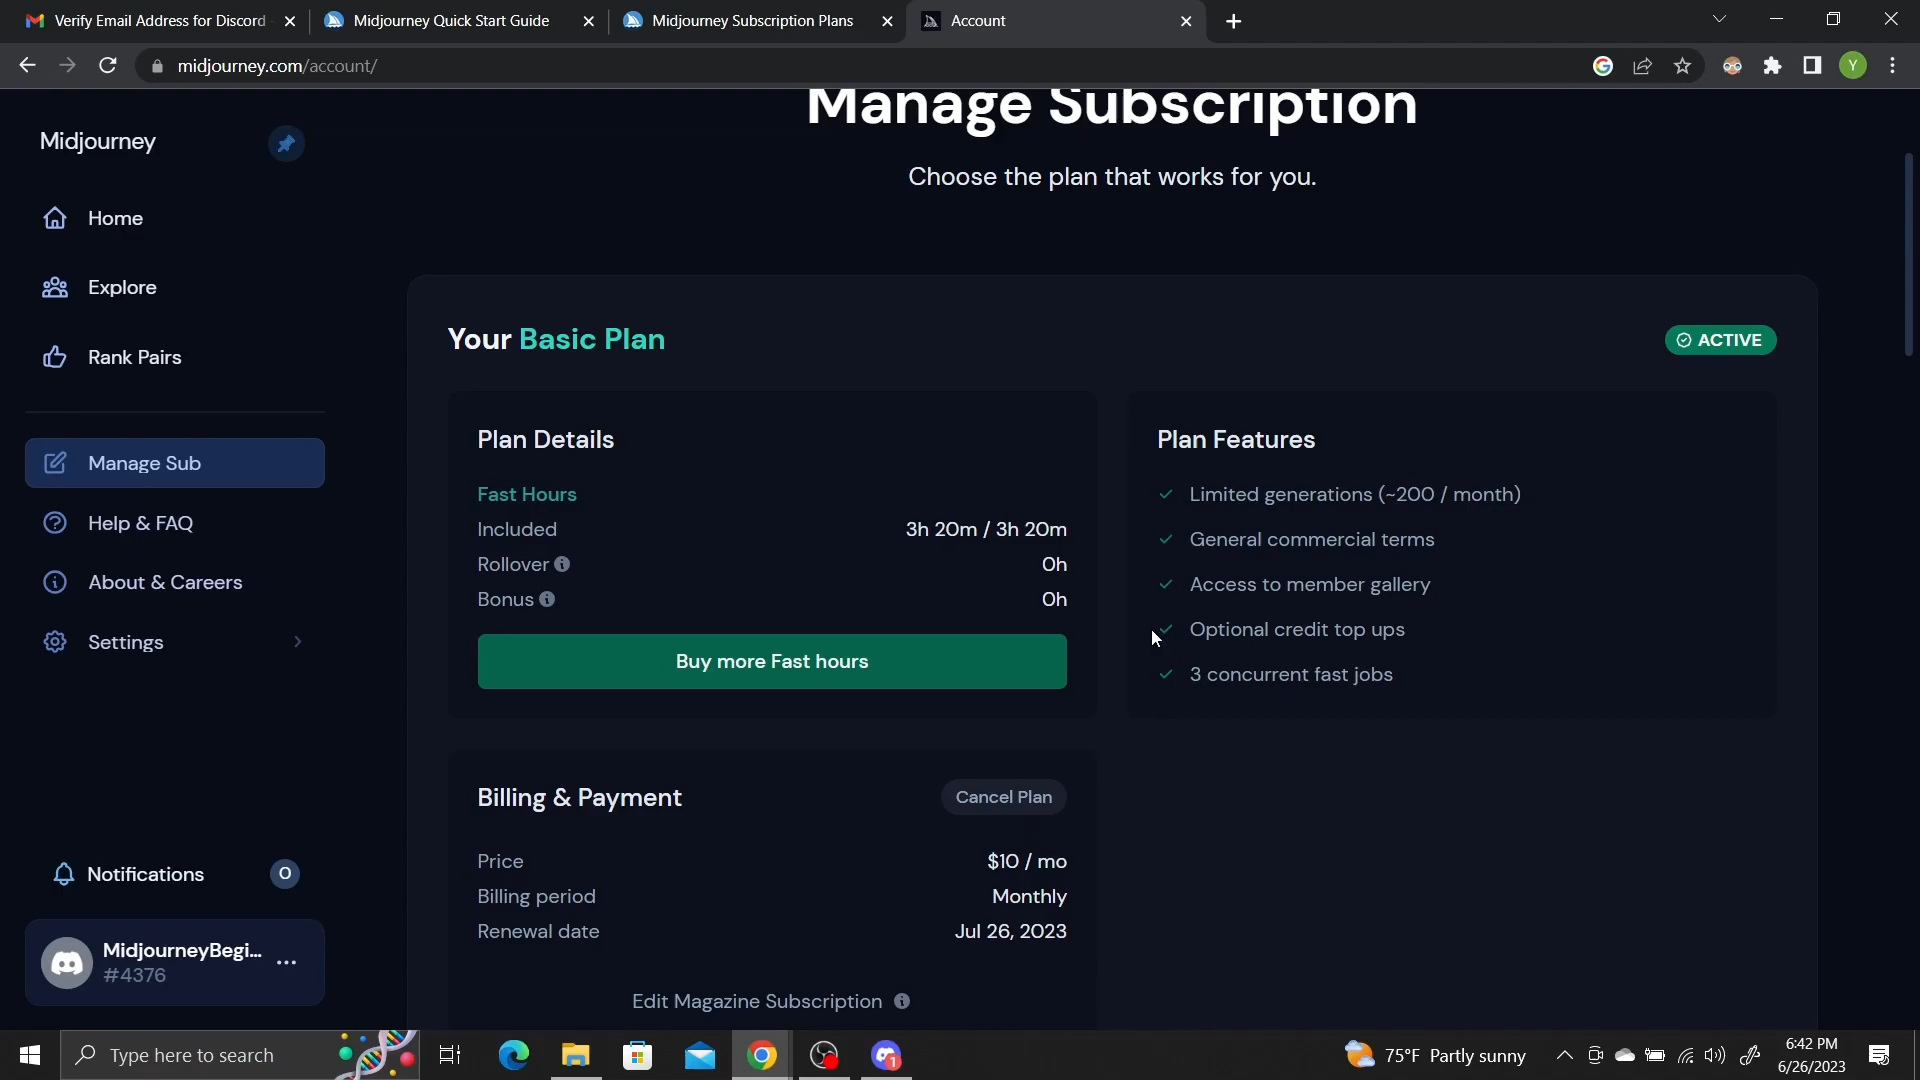 Verify Email Address for Discord
Midjourney Quick Start Guide
Midjourney Subscription Plans
Account
midjourney.com/account/
Y
Manage Subscription
Midjourney
Choose the plan that works for you.
Home
Explore
Rank Pairs
Manage Sub
Help & FAQ
About & Careers
Settings
Notifications
0
MidjourneyBegi...
#4376
Your Basic Plan
ACTIVE
Plan Details
Fast Hours
Included 3h 20m / 3h 20m
Rollover 0h
Bonus 0h
Buy more Fast hours
Plan Features
Limited generations (~200 / month)
General commercial terms
Access to member gallery
Optional credit top ups
3 concurrent fast jobs
Billing & Payment
Cancel Plan
Price $10 / mo
Billing period Monthly
Renewal date Jul 26, 2023
Edit Magazine Subscription
Type here to search
1
75°F Partly sunny
6:42 PM
6/26/2023